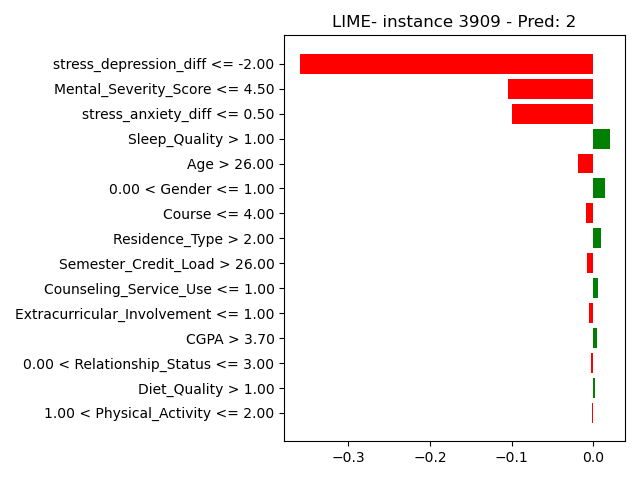 LIME- instance 3909 - Pred: 2
stress_depression_diff <= -2.00
Mental_Severity_Score <= 4.50
stress_anxiety_diff <= 0.50
Sleep_Quality > 1.00
Age > 26.00
0.00 < Gender <= 1.00
Course <= 4.00
Residence_Type > 2.00
Semester_Credit_Load > 26.00
Counseling_Service_Use <= 1.00
Extracurricular_Involvement <= 1.00
CGPA > 3.70
0.00 < Relationship_Status <= 3.00
Diet_Quality > 1.00
1.00 < Physical_Activity <= 2.00
−0.3 −0.2 −0.1 0.0